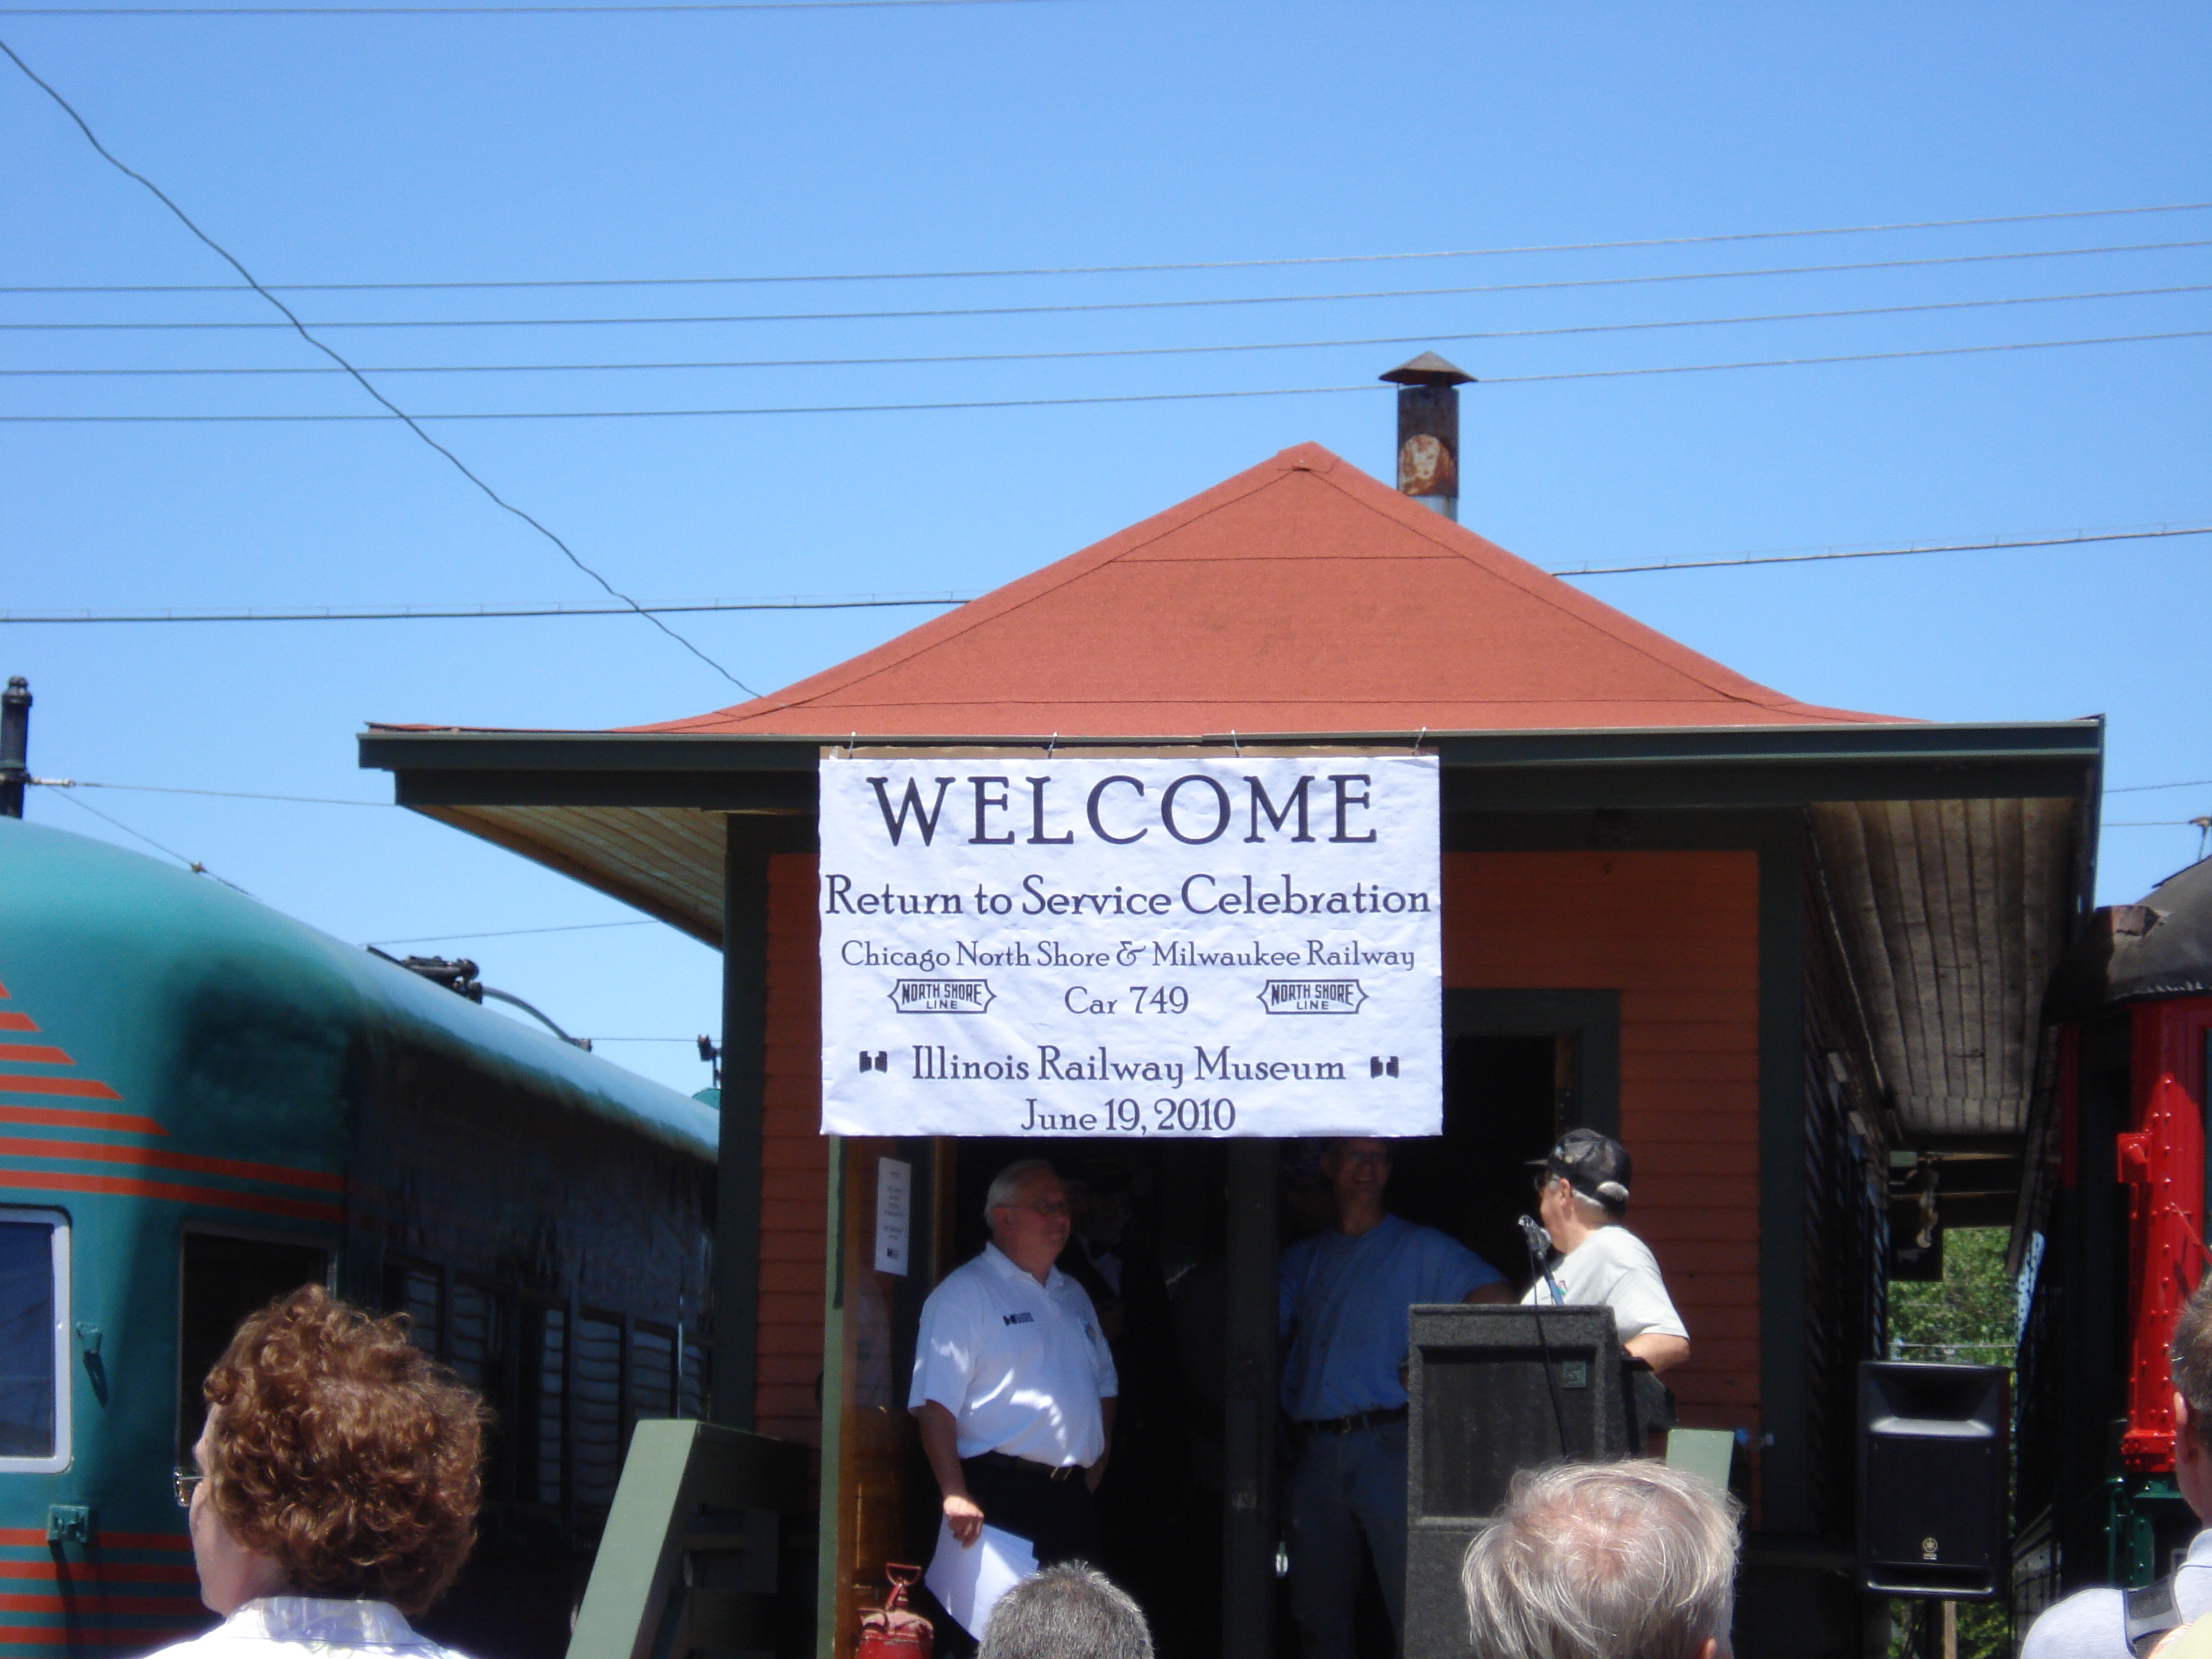 WELCOME
Return to Service Celebration
Chicago North Shore & Milwaukee Railway
NORTH SHORE LINE Car 749 NORTH SHORE LINE
Illinois Railway Museum
June 19, 2010